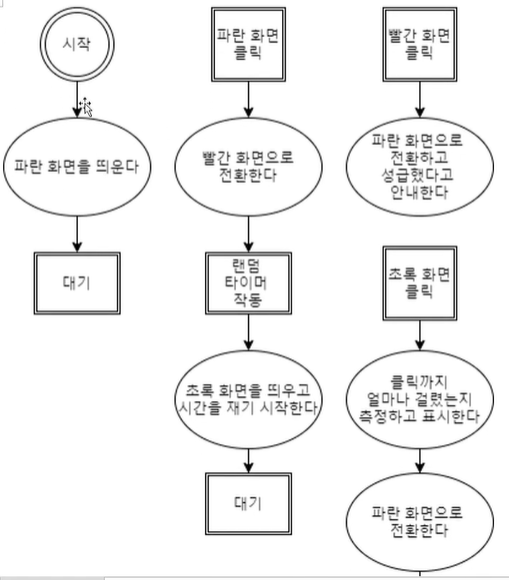 시작
파란 화면을 띄운다
대기
파란 화면
클릭
빨간 화면으로
전환한다
랜덤
타이머
작동
초록 화면을 띄우고
시간을 재기 시작한다
대기
빨간 화면
클릭
파란 화면으로
전환하고
성급했다고
안내한다
초록 화면
클릭
클릭까지
얼마나 걸렸는지
측정하고 표시한다
파란 화면으로
전환한다